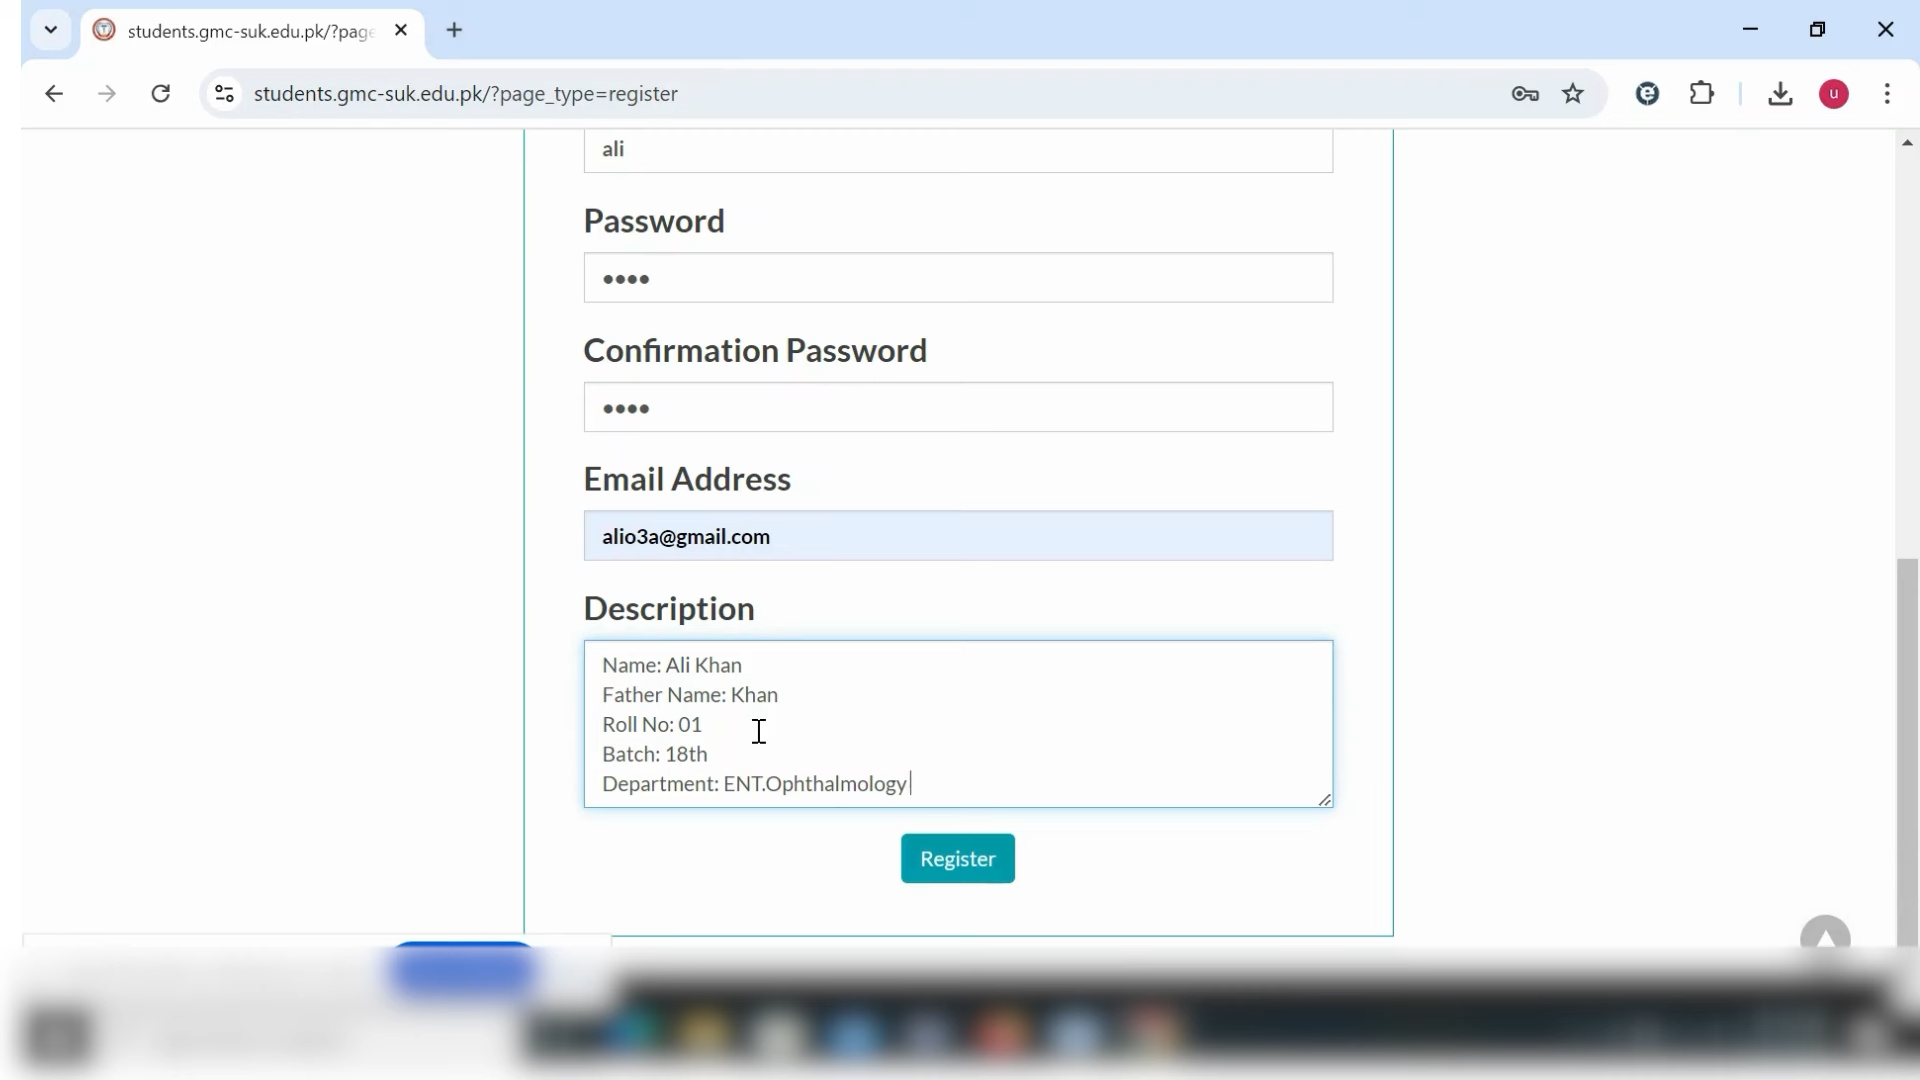 students.gmc-suk.edu.pk/?page
students.gmc-suk.edu.pk/?page_type=register
u
ali
Password
••••
Confirmation Password
••••
Email Address
alio3a@gmail.com
Description
Name: Ali Khan
Father Name: Khan
Roll No: 01
Batch: 18th
Department: ENT.Ophthalmology
Register